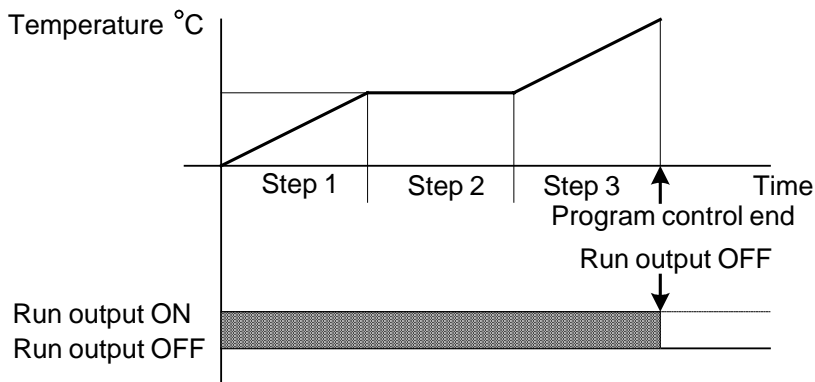 Temperature °C
Step 1 Step 2 Step 3 Time
Program control end
Run output OFF
Run output ON
Run output OFF